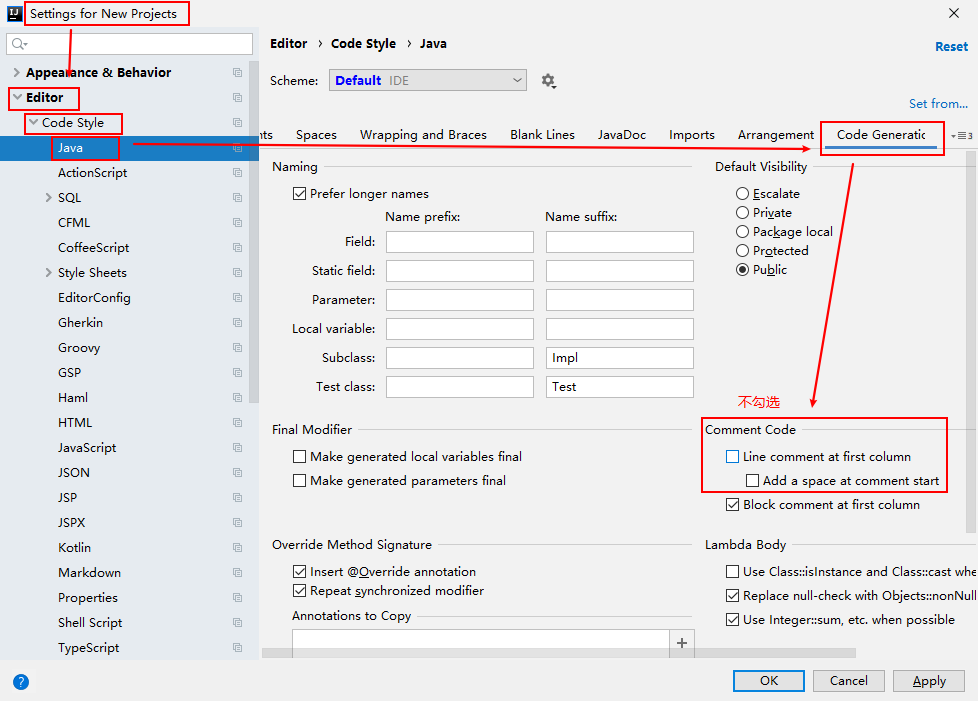 Settings for New Projects
Appearance & Behavior
Editor
Code Style
Java
ActionScript
SQL
CFML
CoffeeScript
Style Sheets
EditorConfig
Gherkin
Groovy
GSP
Haml
HTML
JavaScript
JSON
JSP
JSPX
Kotlin
Markdown
Properties
Shell Script
TypeScript
Editor › Code Style › Java
Reset
Scheme: Default IDE
Set from...
nts Spaces Wrapping and Braces Blank Lines JavaDoc Imports Arrangement Code Generatic
3
Naming
Prefer longer names
Name prefix: Name suffix:
Field:
Static field:
Parameter:
Local variable:
Subclass: Impl
Test class: Test
Default Visibility
Escalate
Private
Package local
Protected
Public
Final Modifier
Make generated local variables final
Make generated parameters final
不勾选
Comment Code
Line comment at first column
Add a space at comment start
Block comment at first column
Override Method Signature
Insert @Override annotation
Repeat synchronized modifier
Annotations to Copy
+
Lambda Body
Use Class::isInstance and Class::cast whe
Replace null-check with Objects::nonNull
Use Integer::sum, etc. when possible
?
OK Cancel Apply